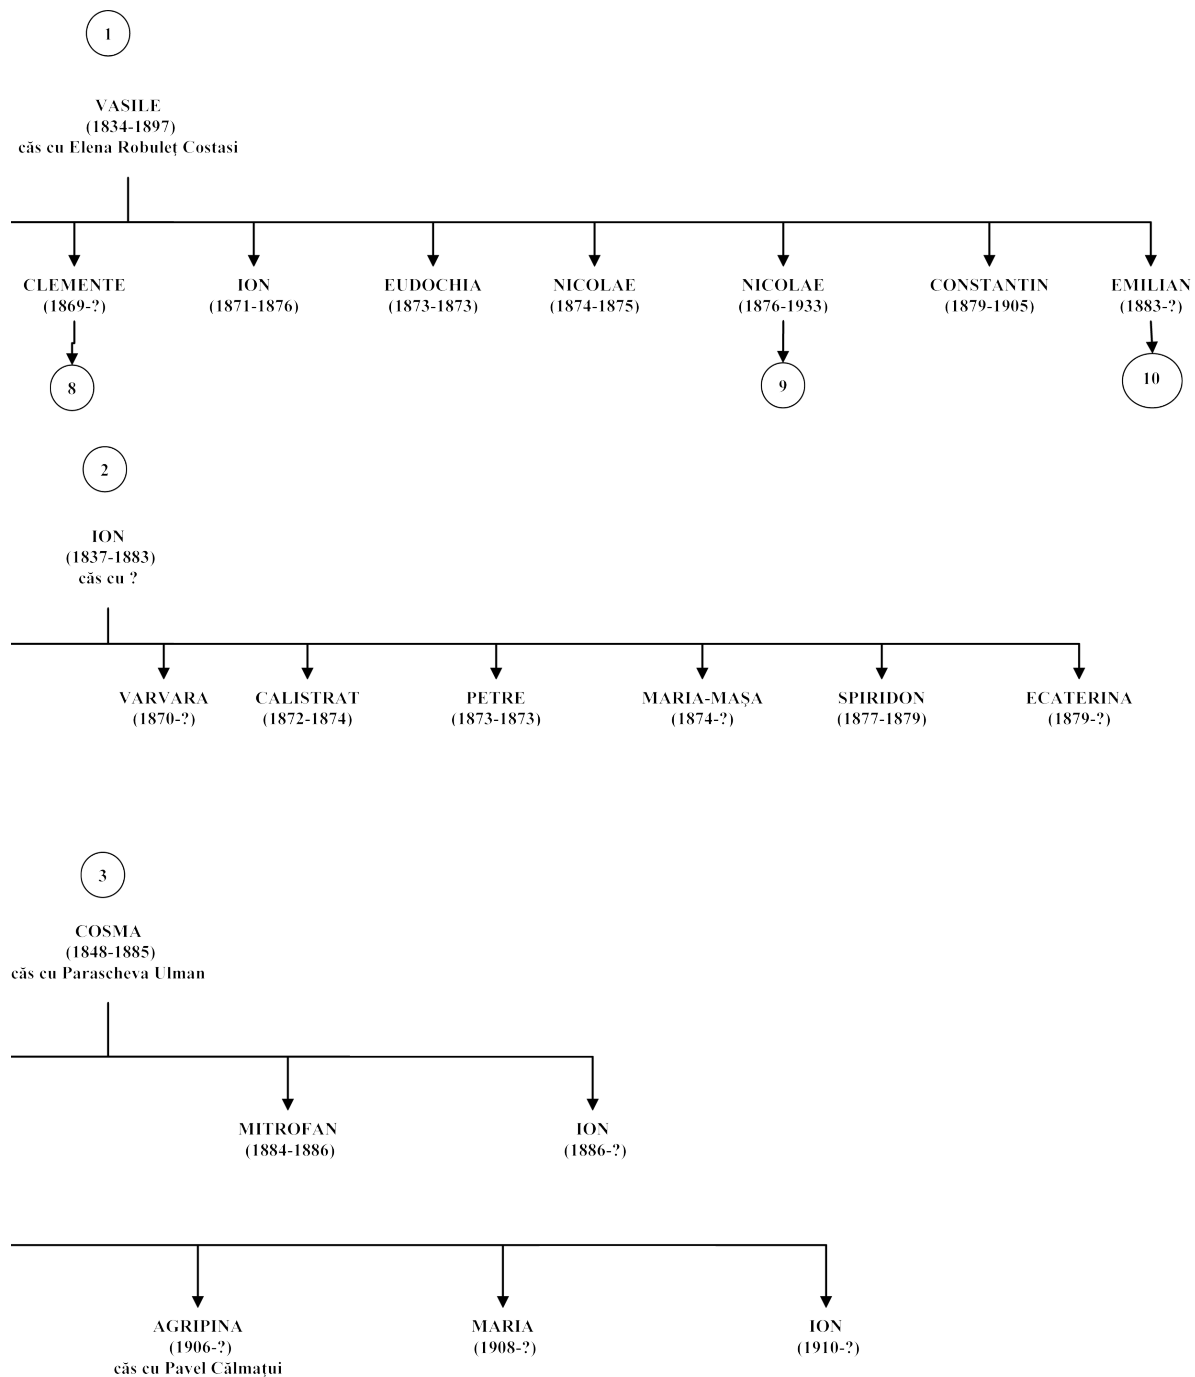 1
VASILE
(1834-1897)
căs cu Elena Robuleț Costasi
CLEMENTE ION EUDOCHIA NICOLAE NICOLAE CONSTANTIN EMILIAN
(1869-?) (1871-1876) (1873-1873) (1874-1875) (1876-1933) (1879-1905) (1883-?)
8 9 10
2
ION
(1837-1883)
căs cu ?
VARVARA CALISTRAT PETRE MARIA-MAȘA SPIRIDON ECATERINA
(1870-?) (1872-1874) (1873-1873) (1874-?) (1877-1879) (1879-?)
3
COSMA
(1848-1885)
căs cu Parascheva Ulman
MITROFAN ION
(1884-1886) (1886-?)
AGRIPINA MARIA ION
(1906-?) (1908-?) (1910-?)
căs cu Pavel Călmațui